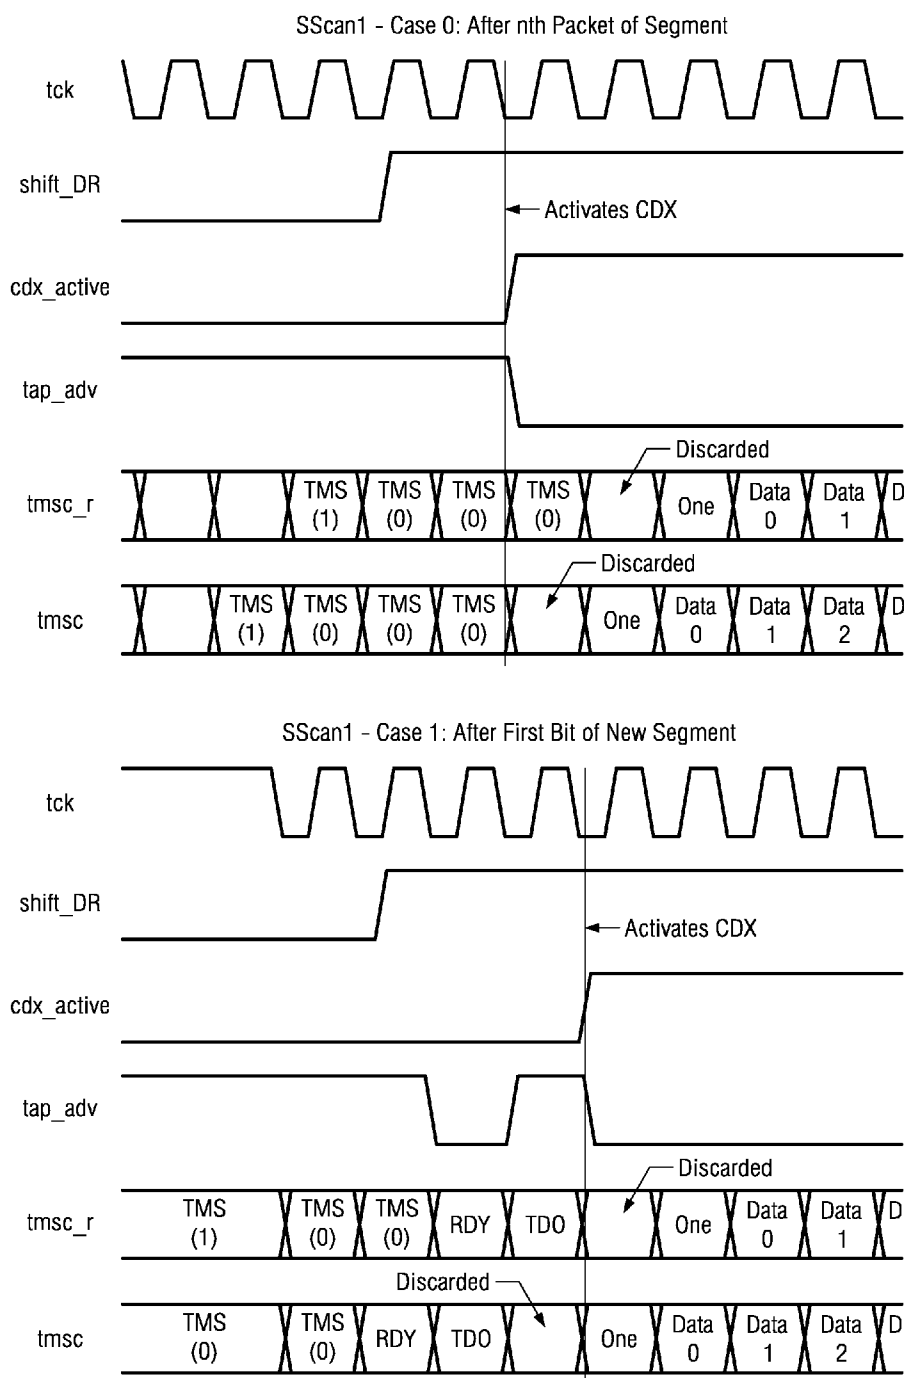 SScan1 - Case 0: After nth Packet of Segment
tck
shift_DR
Activates CDX
cdx_active
tap_adv
Discarded
tmsc_r
TMS (1)
TMS (0)
TMS (0)
TMS (0)
One
Data 0
Data 1
D
Discarded
tmsc
TMS (1)
TMS (0)
TMS (0)
TMS (0)
One
Data 0
Data 1
Data 2
D
SScan1 - Case 1: After First Bit of New Segment
tck
shift_DR
Activates CDX
cdx_active
tap_adv
Discarded
tmsc_r
TMS (1)
TMS (0)
TMS (0)
RDY
TDO
One
Data 0
Data 1
D
Discarded
tmsc
TMS (0)
TMS (0)
RDY
TDO
One
Data 0
Data 1
Data 2
D